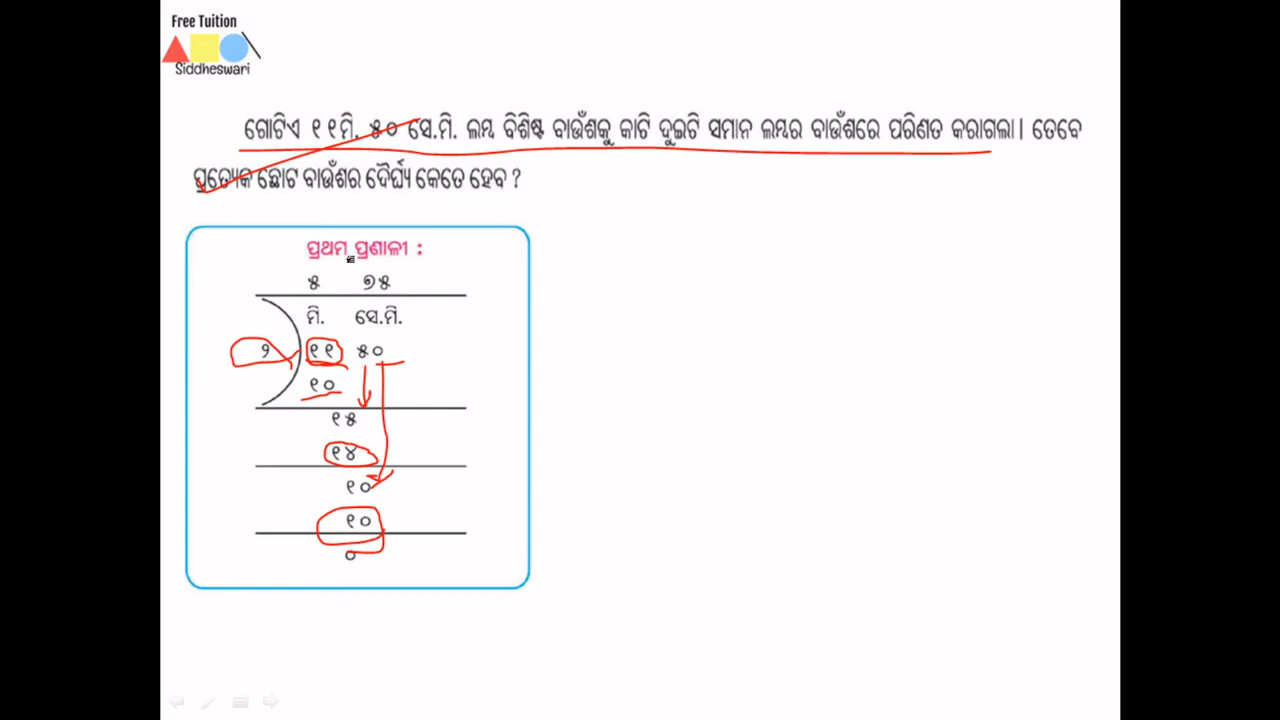 Free Tuition
Siddheswari
ଗୋଟିଏ ୧୧ମି. ୫୦ ସେ.ମି. ଲମ୍ବ ବିଶିଷ୍ଟ ବାଉଁଶକୁ କାଟି ଦୁଇଟି ସମାନ ଲମ୍ବର ବାଉଁଶରେ ପରିଣତ କରାଗଲା। ତେବେ
ପ୍ରତ୍ୟେକ ଛୋଟ ବାଉଁଶର ଦୈର୍ଘ୍ୟ କେତେ ହେବ ?
ପ୍ରଥମ ପ୍ରଣାଳୀ :
୫ ୭୫
ମି. ସେ.ମି.
୨ ୧୧ ୫୦
୧୦
୧୫
୧୪
୧୦
୧୦
୦